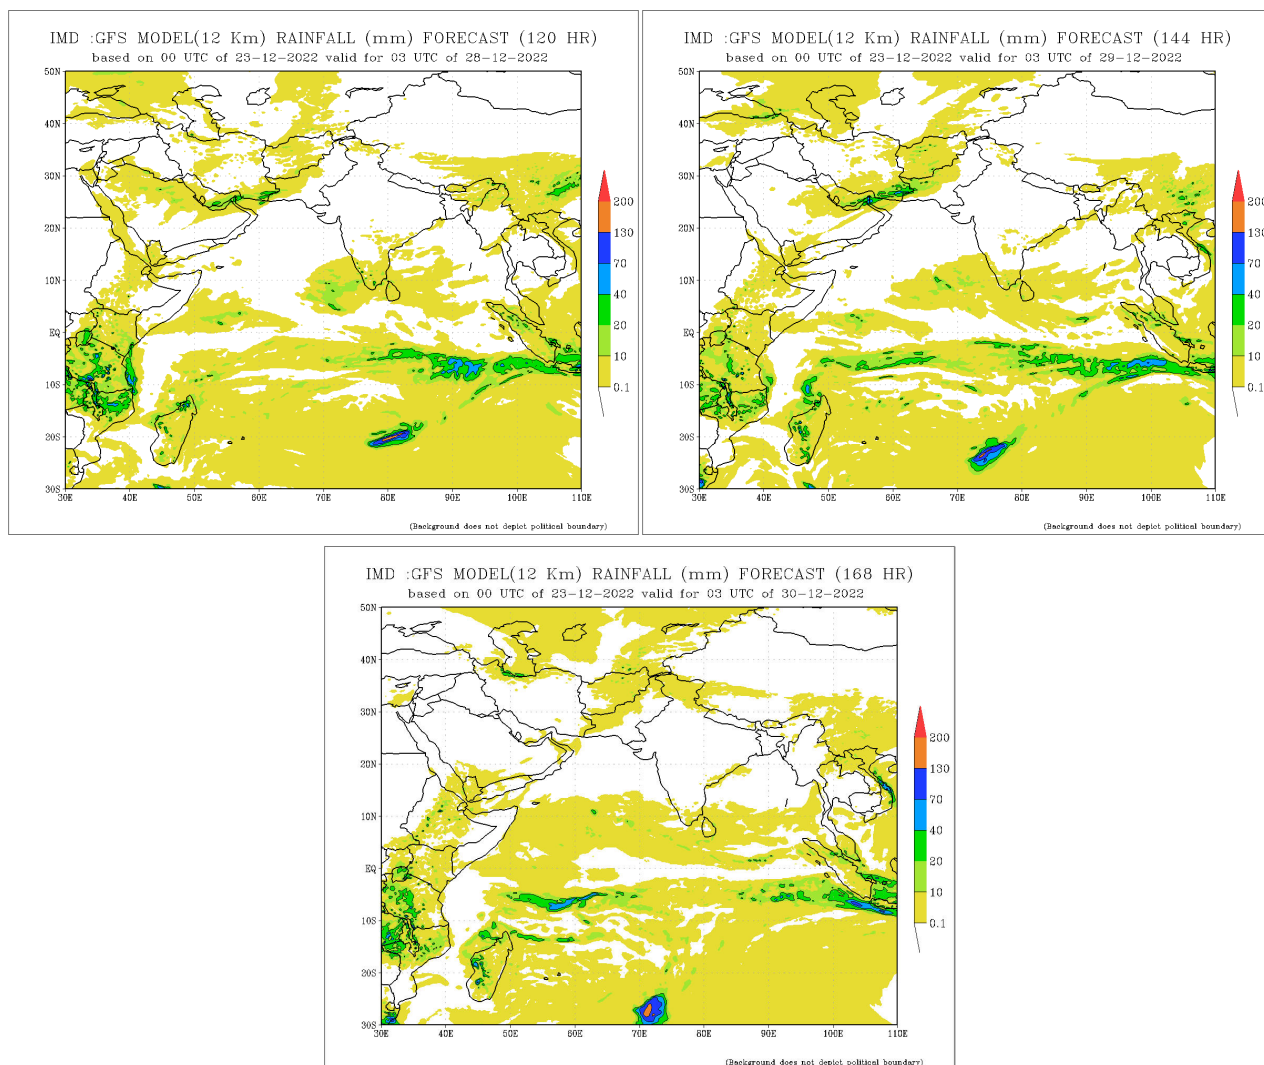 IMD :GFS MODEL(12 Km) RAINFALL (mm) FORECAST (120 HR)
based on 00 UTC of 23-12-2022 valid for 03 UTC of 28-12-2022
50N
40N
30N
20N
10N
EQ
10S
20S
30S
30E 40E 50E 60E 70E 80E 90E 100E 110E
200
130
70
40
20
10
0.1
(Background does not depict political boundary)
IMD :GFS MODEL(12 Km) RAINFALL (mm) FORECAST (144 HR)
based on 00 UTC of 23-12-2022 valid for 03 UTC of 29-12-2022
50N
40N
30N
20N
10N
EQ
10S
20S
30S
30E 40E 50E 60E 70E 80E 90E 100E 110E
200
130
70
40
20
10
0.1
(Background does not depict political boundary)
IMD :GFS MODEL(12 Km) RAINFALL (mm) FORECAST (168 HR)
based on 00 UTC of 23-12-2022 valid for 03 UTC of 30-12-2022
50N
40N
30N
20N
10N
EQ
10S
20S
30S
30E 40E 50E 60E 70E 80E 90E 100E 110E
200
130
70
40
20
10
0.1
(Background does not depict political boundary)